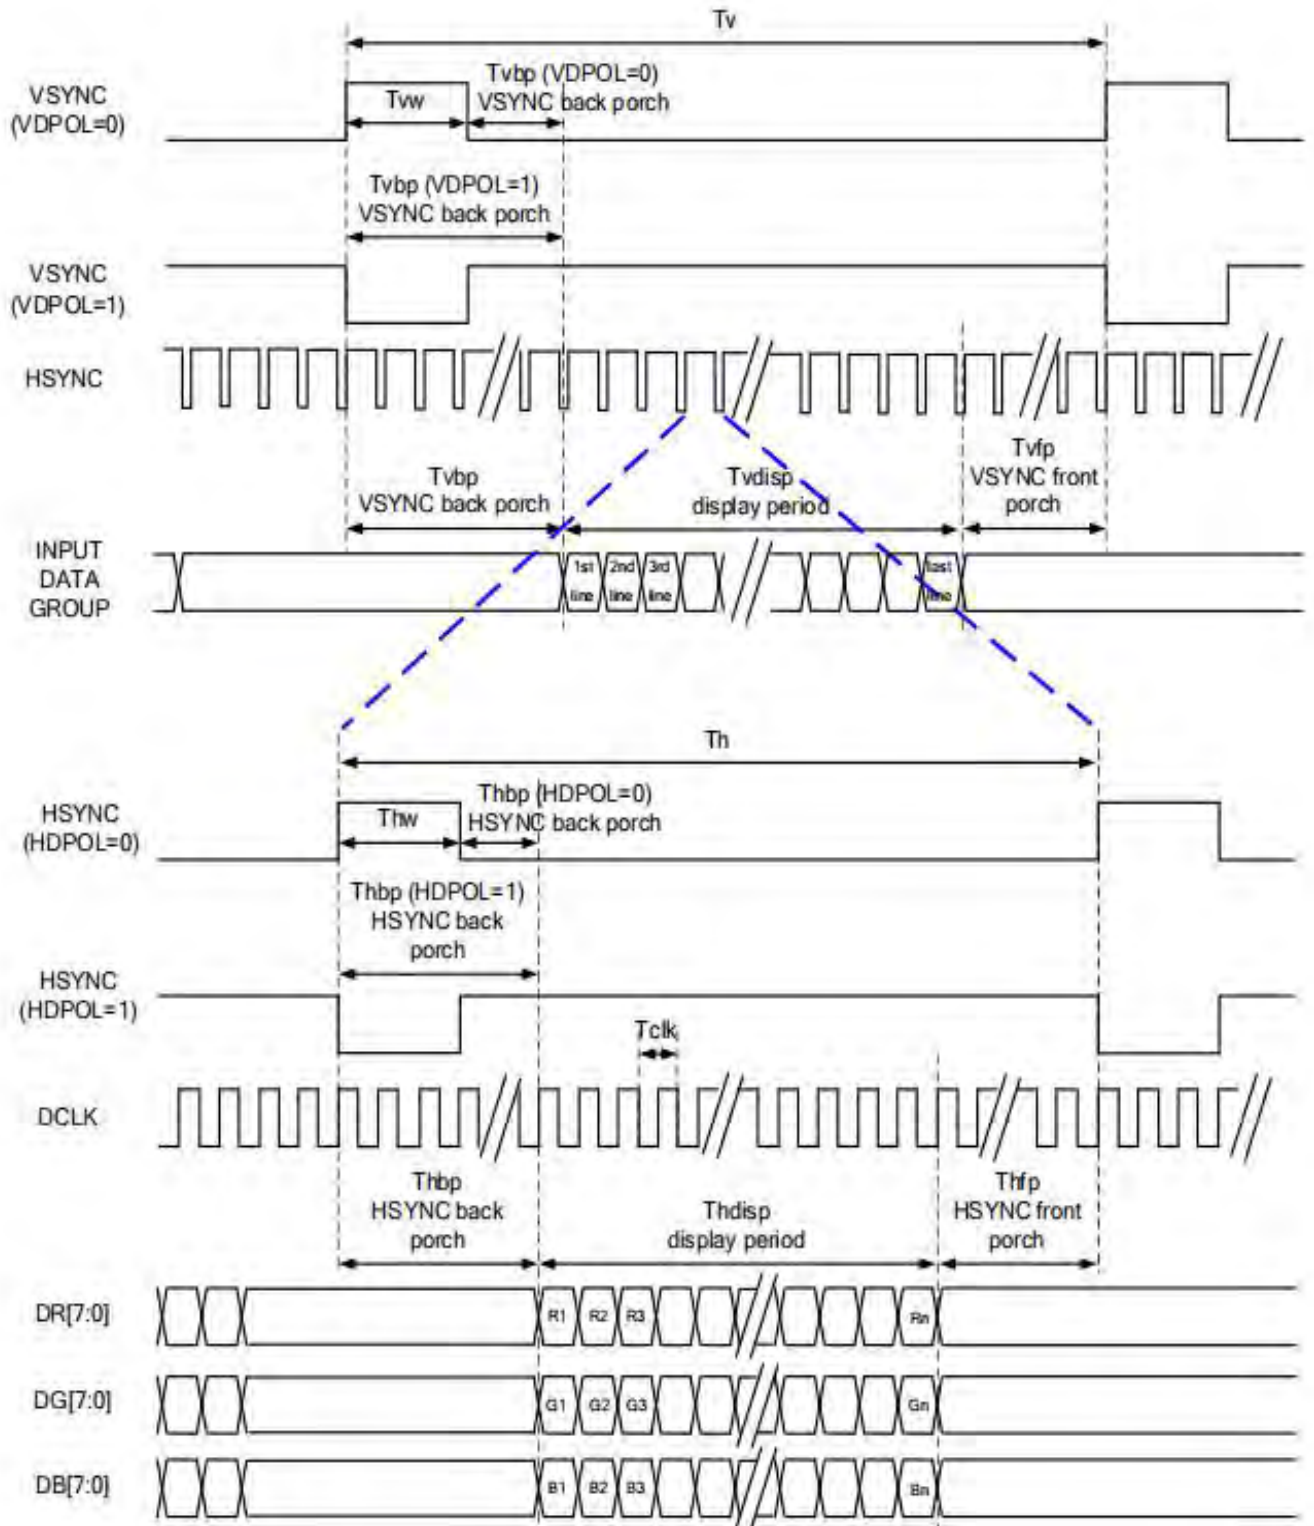 Tv
Tvbp (VDPOL=0)
VSYNC back porch
VSYNC
(VDPOL=0)
Tvw
Tvbp (VDPOL=1)
VSYNC back porch
VSYNC
(VDPOL=1)
HSYNC
Tvbp
VSYNC back porch
Tvdisp
display period
Tvfp
VSYNC front
porch
INPUT
DATA
GROUP
1st
line
2nd
line
3rd
line
last
line
Th
Thbp (HDPOL=0)
HSYNC back porch
HSYNC
(HDPOL=0)
Thw
Thbp (HDPOL=1)
HSYNC back
porch
HSYNC
(HDPOL=1)
Tclk
DCLK
Thbp
HSYNC back
porch
Thdisp
display period
Thfp
HSYNC front
porch
DR[7:0]
R1 R2 R3 Rn
DG[7:0]
G1 G2 G3 Gn
DB[7:0]
B1 B2 B3 Bn